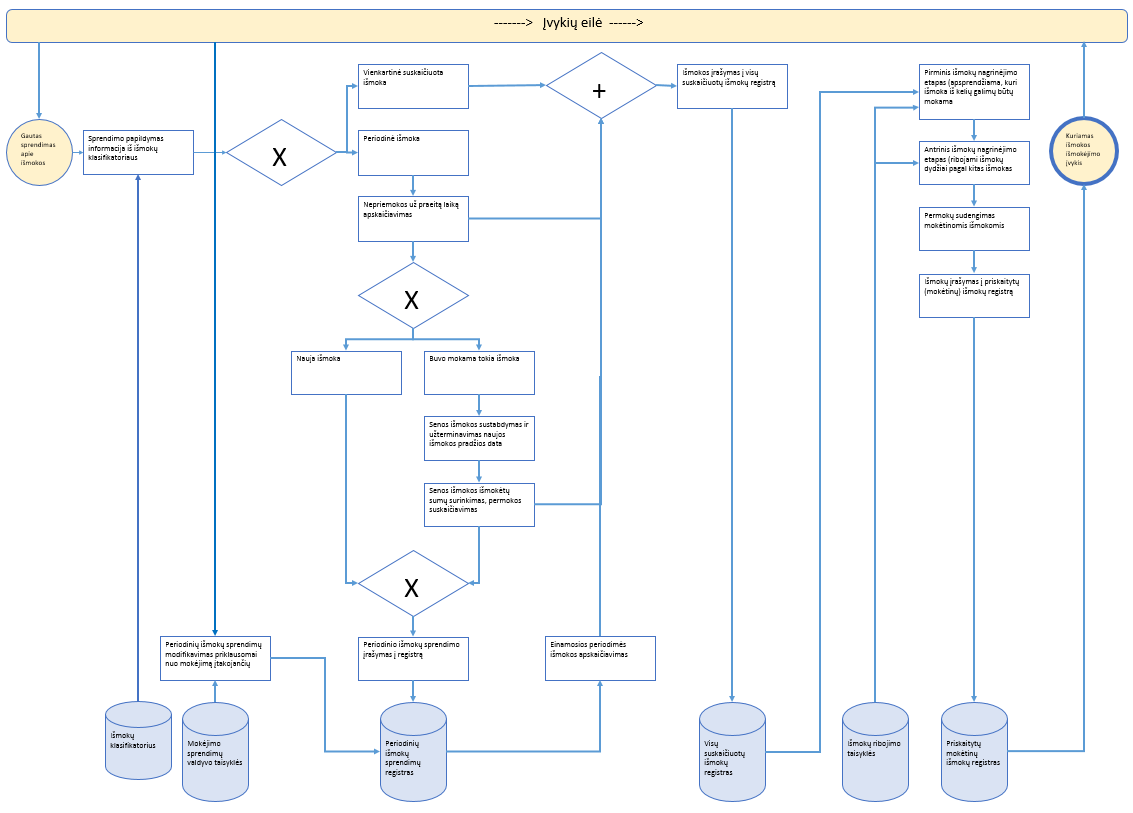 -------> Įvykių eilė ------>
Gautas
sprendimas
apie
išmokos
Sprendimo papildymas
informacija iš išmokų
klasifikatoriaus
X
Vienkartinė suskaičiuota
išmoka
Periodinė išmoka
Nepriemokos už praeitą laiką
apskaičiavimas
X
Nauja išmoka
Buvo mokama tokia išmoka
Senos išmokos sustabdymas ir
užterminavimas naujos
išmokos pradžios data
Senos išmokos išmokėtų
sumų surinkimas, permokos
suskaičiavimas
X
Periodinių išmokų sprendimų
modifikavimas priklausomai
nuo mokėjimą įtakojančių
Periodinio išmokų sprendimo
įrašymas į registrą
Einamosios periodinės
išmokos apskaičiavimas
+
Išmokos įrašymas į visų
suskaičiuotų išmokų registrą
Pirminis išmokų nagrinėjimo
etapas (apsprendžiama, kuri
išmoka iš kelių galimų būtų
mokama
Antrinis išmokų nagrinėjimo
etapas (ribojami išmokų
dydžiai pagal kitas išmokas
Permokų sudengimas
mokėtinomis išmokomis
Išmokų įrašymas į priskaitytų
(mokėtinų) išmokų registrą
Kuriamas
išmokos
išmokėjimo
įvykis
Išmokų
klasifikatorius
Mokėjimo
sprendimų
valdyvo taisyklės
Periodinių
išmokų
sprendimų
registras
Visų
suskaičiuotų
išmokų
registras
Išmokų ribojimo
taisyklės
Priskaitytų
mokėtinų
išmokų registras